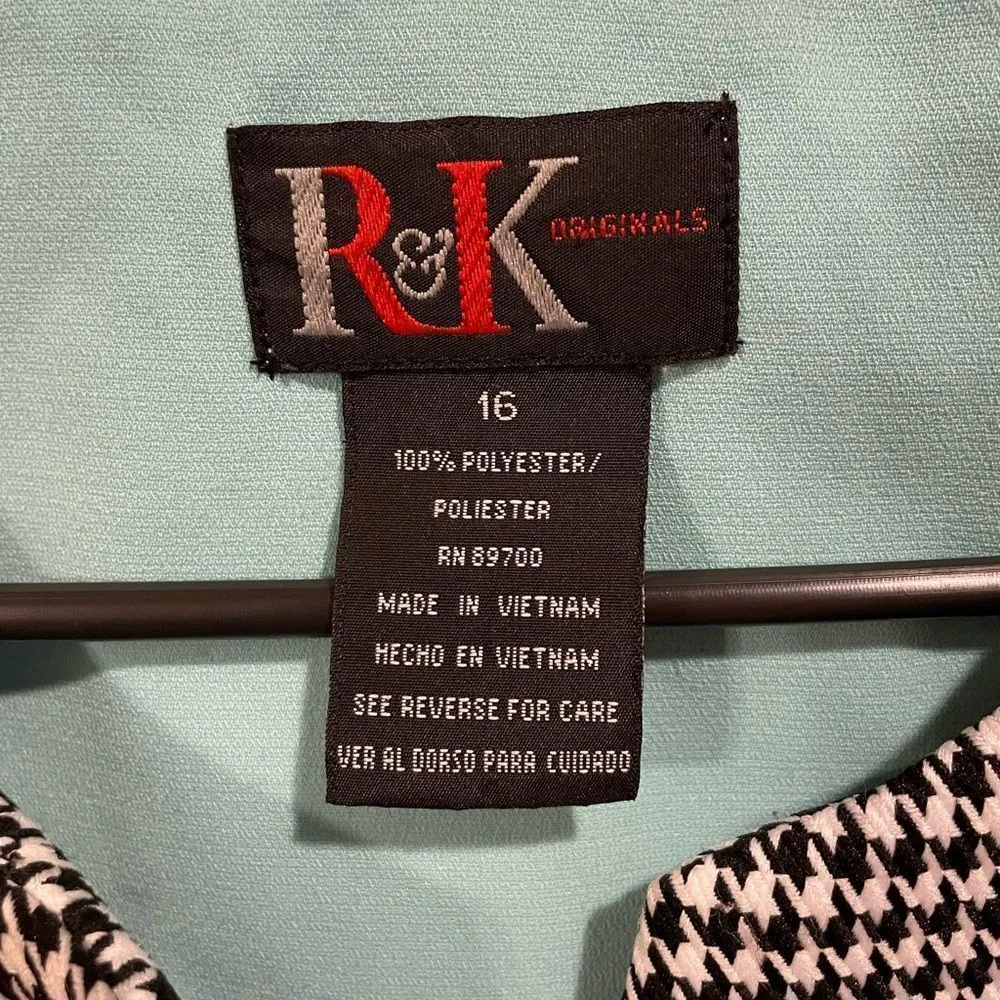 R&K ORIGINALS
16
100% POLYESTER/
POLIESTER
RN 89700
MADE IN VIETNAM
HECHO EN VIETNAM
SEE REVERSE FOR CARE
VER AL DORSO PARA CUIDADO